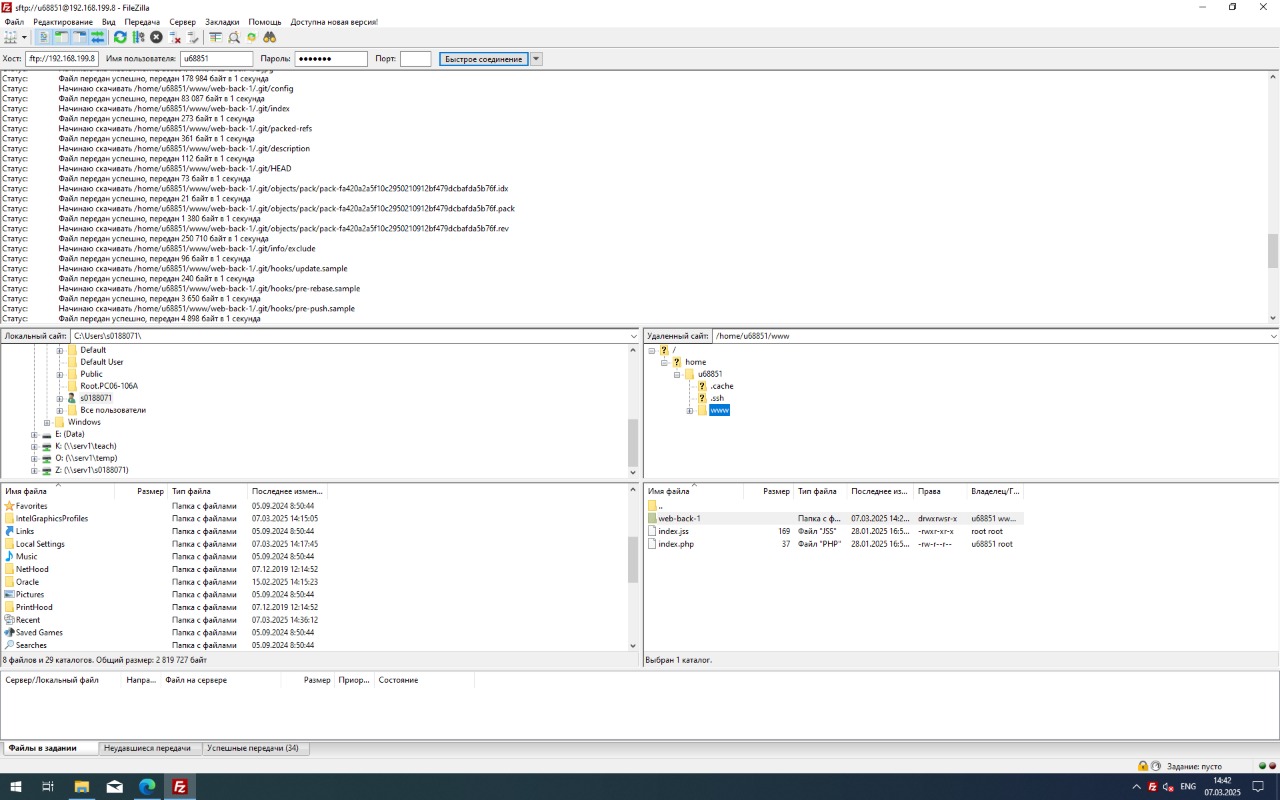 sftp://u68851@192.168.199.8 - FileZilla
Файл Редактирование Вид Передача Сервер Закладки Помощь Доступна новая версия!
Хост: ftp://192.168.199.8 Имя пользователя: u68851 Пароль: ••••••• Порт: Быстрое соединение
Статус: Файл передан успешно, передан 178 984 байт в 1 секунда
Статус: Начинаю скачивать /home/u68851/www/web-back-1/.git/config
Статус: Файл передан успешно, передан 83 087 байт в 1 секунда
Статус: Начинаю скачивать /home/u68851/www/web-back-1/.git/index
Статус: Файл передан успешно, передан 273 байт в 1 секунда
Статус: Начинаю скачивать /home/u68851/www/web-back-1/.git/packed-refs
Статус: Файл передан успешно, передан 361 байт в 1 секунда
Статус: Начинаю скачивать /home/u68851/www/web-back-1/.git/description
Статус: Файл передан успешно, передан 112 байт в 1 секунда
Статус: Начинаю скачивать /home/u68851/www/web-back-1/.git/HEAD
Статус: Файл передан успешно, передан 73 байт в 1 секунда
Статус: Начинаю скачивать /home/u68851/www/web-back-1/.git/objects/pack/pack-fa420a2a5f10c2950210912bf479dcbafda5b76f.idx
Статус: Файл передан успешно, передан 21 байт в 1 секунда
Статус: Начинаю скачивать /home/u68851/www/web-back-1/.git/objects/pack/pack-fa420a2a5f10c2950210912bf479dcbafda5b76f.pack
Статус: Файл передан успешно, передан 1 380 байт в 1 секунда
Статус: Начинаю скачивать /home/u68851/www/web-back-1/.git/objects/pack/pack-fa420a2a5f10c2950210912bf479dcbafda5b76f.rev
Статус: Файл передан успешно, передан 250 710 байт в 1 секунда
Статус: Начинаю скачивать /home/u68851/www/web-back-1/.git/info/exclude
Статус: Файл передан успешно, передан 96 байт в 1 секунда
Статус: Начинаю скачивать /home/u68851/www/web-back-1/.git/hooks/update.sample
Статус: Файл передан успешно, передан 240 байт в 1 секунда
Статус: Начинаю скачивать /home/u68851/www/web-back-1/.git/hooks/pre-rebase.sample
Статус: Файл передан успешно, передан 3 650 байт в 1 секунда
Статус: Начинаю скачивать /home/u68851/www/web-back-1/.git/hooks/pre-push.sample
Статус: Файл передан успешно, передан 4 898 байт в 1 секунда
Локальный сайт: C:\Users\s0188071\
Default
Default User
Public
Root.PC06-106A
s0188071
Все пользователи
Windows
E: (Data)
K: (\\serv1\teach)
O: (\\serv1\temp)
Z: (\\serv1\s0188071)
Удаленный сайт: /home/u68851/www
/
home
u68851
.cache
.ssh
www
Имя файла Размер Тип файла Последнее измен...
Favorites Папка с файлами 05.09.2024 8:50:44
IntelGraphicsProfiles Папка с файлами 07.03.2025 14:15:05
Links Папка с файлами 05.09.2024 8:50:44
Local Settings Папка с файлами 07.03.2025 14:17:45
Music Папка с файлами 05.09.2024 8:50:44
NetHood Папка с файлами 07.12.2019 12:14:52
Oracle Папка с файлами 15.02.2025 14:15:23
Pictures Папка с файлами 05.09.2024 8:50:44
PrintHood Папка с файлами 07.12.2019 12:14:52
Recent Папка с файлами 07.03.2025 14:36:12
Saved Games Папка с файлами 05.09.2024 8:50:44
Searches Папка с файлами 05.09.2024 8:50:44
8 файлов и 29 каталогов. Общий размер: 2 819 727 байт
Имя файла Размер Тип файла Последнее из... Права Владелец/Г...
..
web-back-1 Папка с ф... 07.03.2025 14:2... drwxrwsr-x u68851 ww...
index.jss 169 Файл "JSS" 28.01.2025 16:5... -rwxr-xr-x root root
index.php 37 Файл "PHP" 28.01.2025 16:5... -rw-r--r-- u68851 root
Выбран 1 каталог.
Сервер/Локальный файл Напра... Файл на сервере Размер Приор... Состояние
Файлы в задании Неудавшиеся передачи Успешные передачи (34)
Задание: пусто
ENG 14:42
07.03.2025